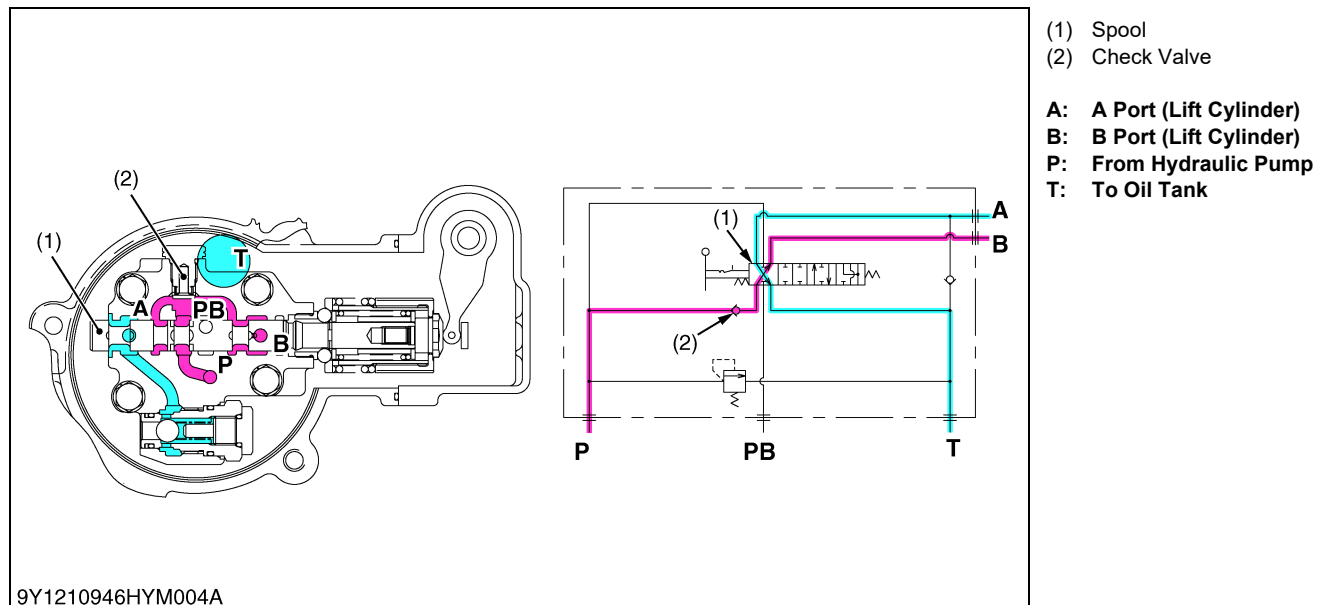 (1) Spool
(2) Check Valve
A: A Port (Lift Cylinder)
B: B Port (Lift Cylinder)
P: From Hydraulic Pump
T: To Oil Tank
(2)
(1)
T
A
PB
B
P
(1)
A
B
(2)
P
PB
T
9Y1210946HYM004A